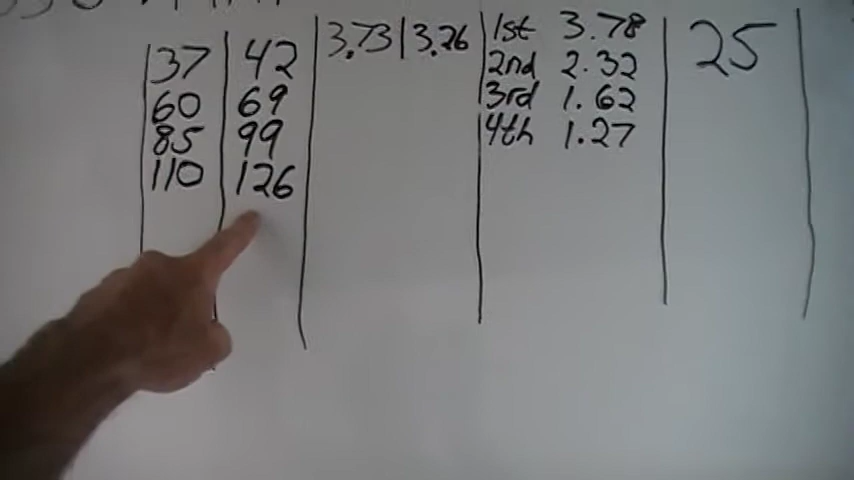 37 42 3.73 3.26 1st 3.78 25
60 69 2nd 2.32
85 99 3rd 1.62
110 126 4th 1.27